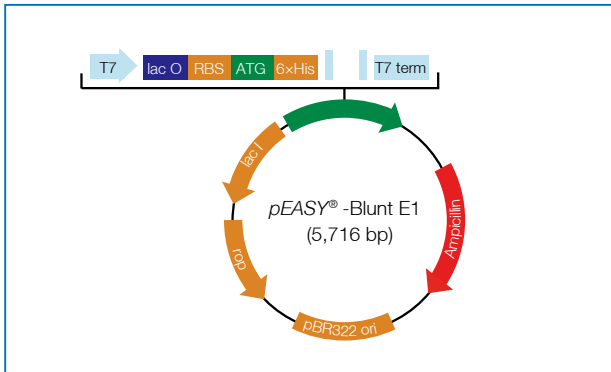 T7 lac O RBS ATG 6×His T7 term
lac I
pEASY® -Blunt E1
(5,716 bp)
Ampicillin
rop
pBR322 ori